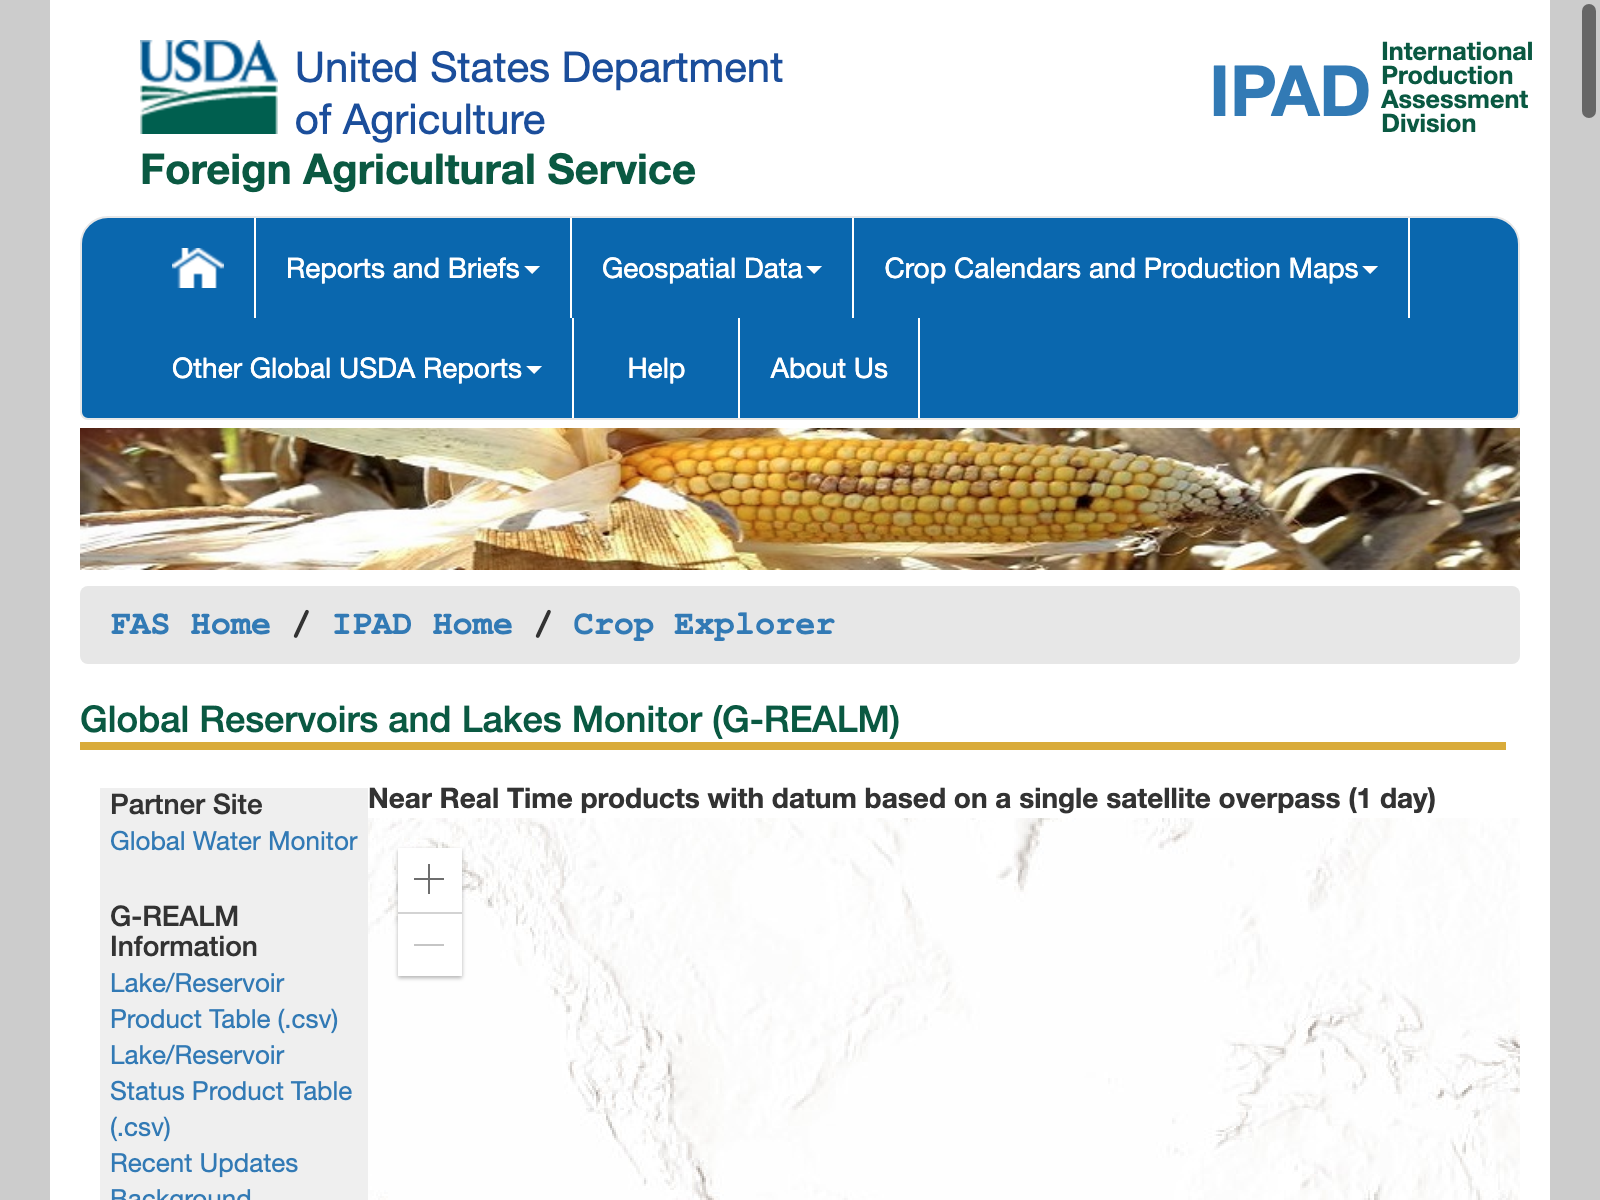 USDA
United States Department
of Agriculture
Foreign Agricultural Service
IPAD
International
Production
Assessment
Division
Reports and Briefs
Geospatial Data
Crop Calendars and Production Maps
Other Global USDA Reports
Help
About Us
FAS Home / IPAD Home / Crop Explorer
Global Reservoirs and Lakes Monitor (G-REALM)
Partner Site
Global Water Monitor
G-REALM
Information
Lake/Reservoir
Product Table (.csv)
Lake/Reservoir
Status Product Table
(.csv)
Recent Updates
Background
Near Real Time products with datum based on a single satellite overpass (1 day)